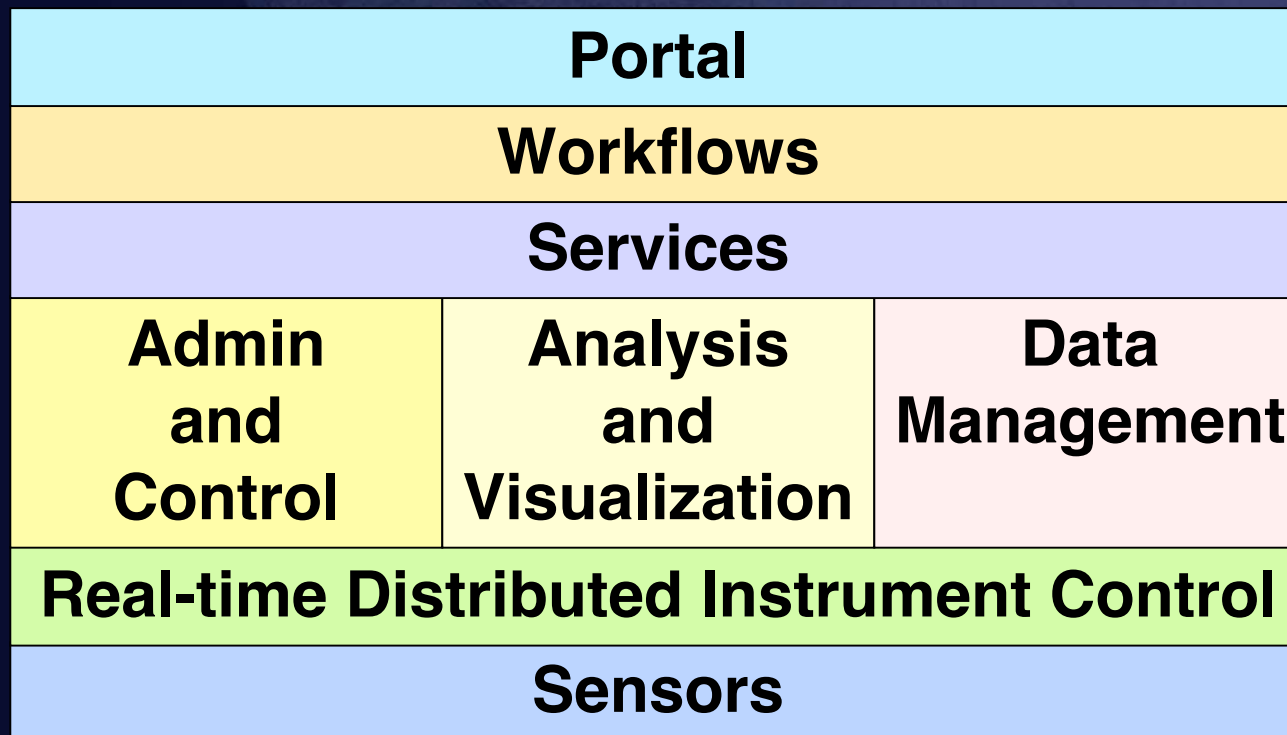 Portal
Workflows
Services
Admin
and
Control
Analysis
and
Visualization
Data
Management
Real-time Distributed Instrument Control
Sensors